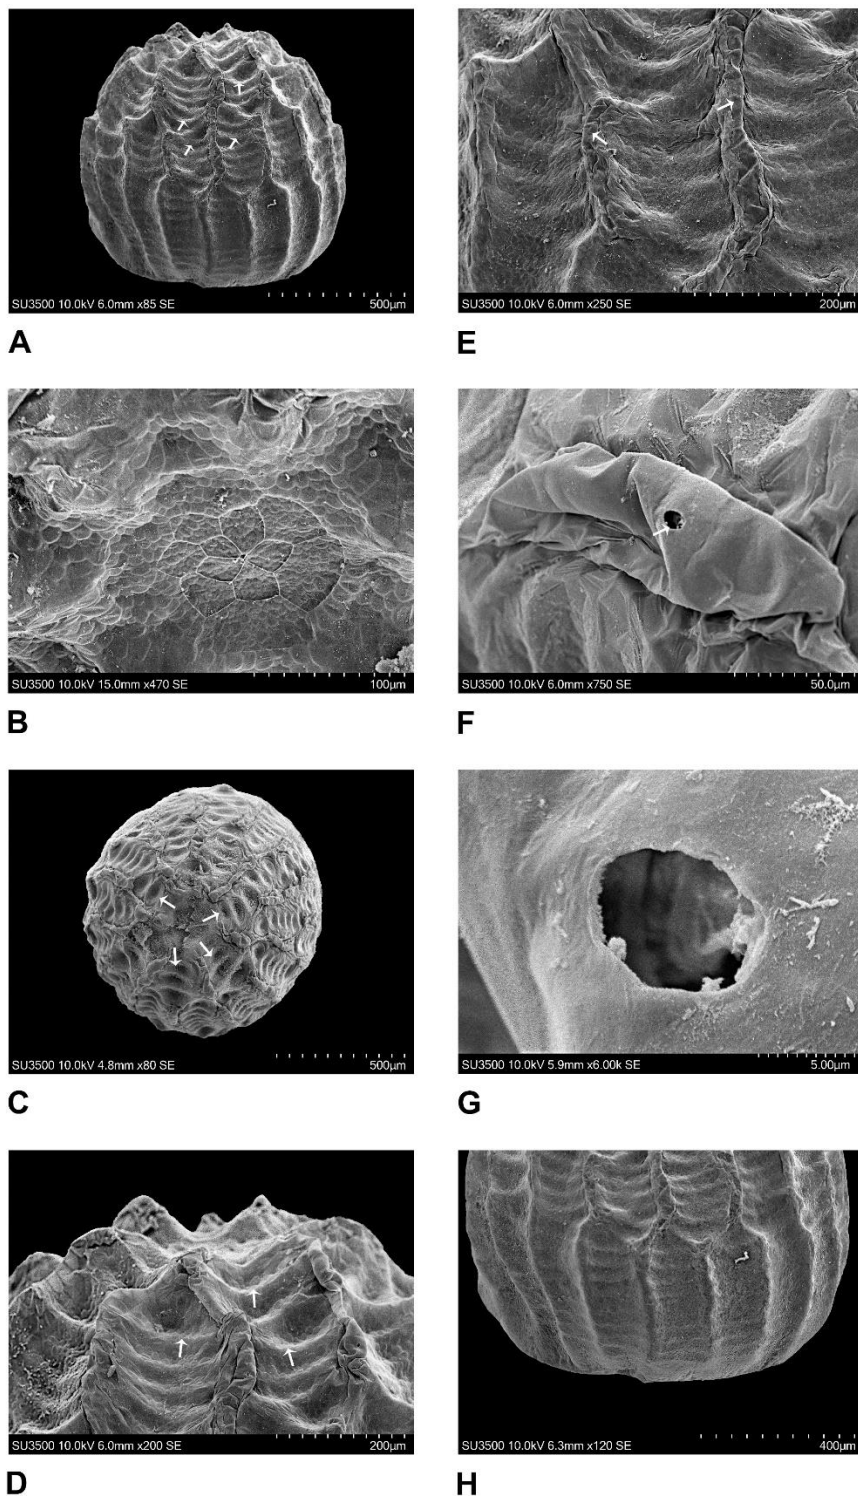 SU3500 10.0kV 6.0mm x85 SE 500µm
A
SU3500 10.0kV 15.0mm x470 SE 100µm
B
SU3500 10.0kV 4.8mm x80 SE 500µm
C
SU3500 10.0kV 6.0mm x200 SE 200µm
D
SU3500 10.0kV 6.0mm x250 SE 200µm
E
SU3500 10.0kV 6.0mm x750 SE 50.0µm
F
SU3500 10.0kV 5.9mm x6.00k SE 5.00µm
G
SU3500 10.0kV 6.3mm x120 SE 400µm
H